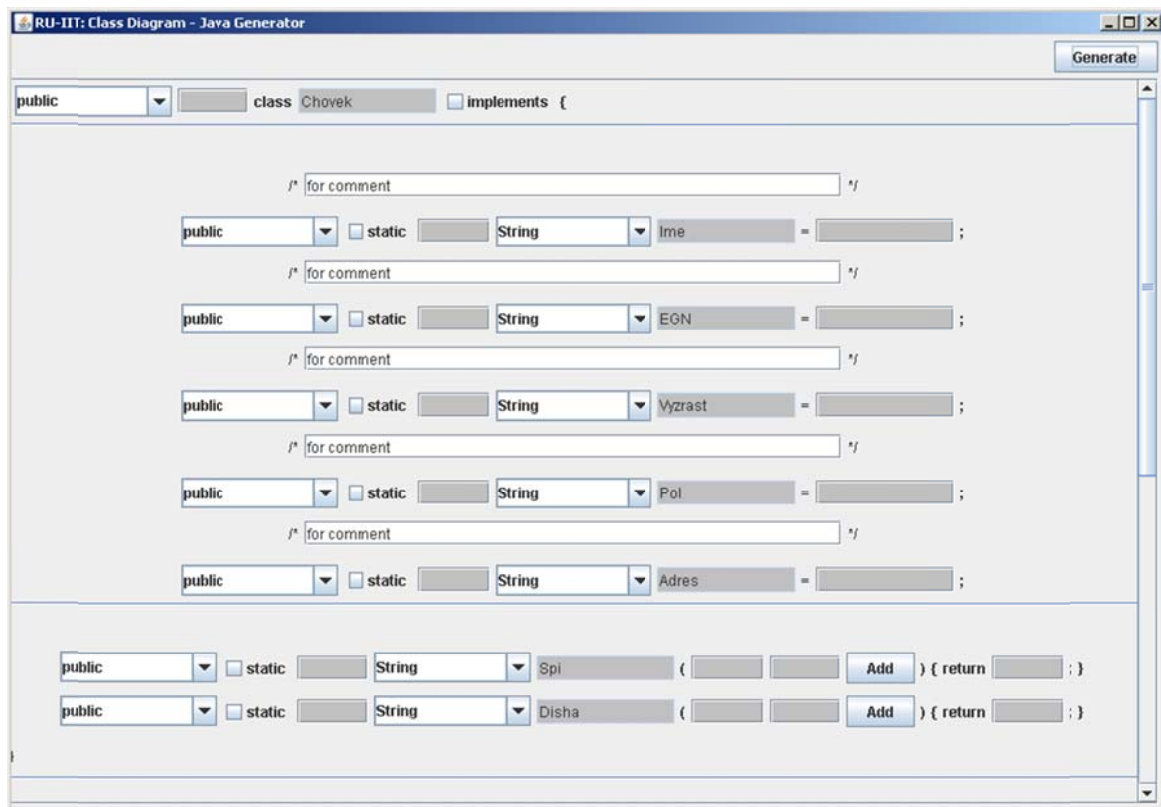 RU-IIT: Class Diagram - Java Generator
Generate
public class Chovek implements {
/* for comment */
public static String Ime = ;
/* for comment */
public static String EGN = ;
/* for comment */
public static String Vyzrast = ;
/* for comment */
public static String Pol = ;
/* for comment */
public static String Adres = ;
public static String Spi ( Add ) { return ; }
public static String Disha ( Add ) { return ; }
}